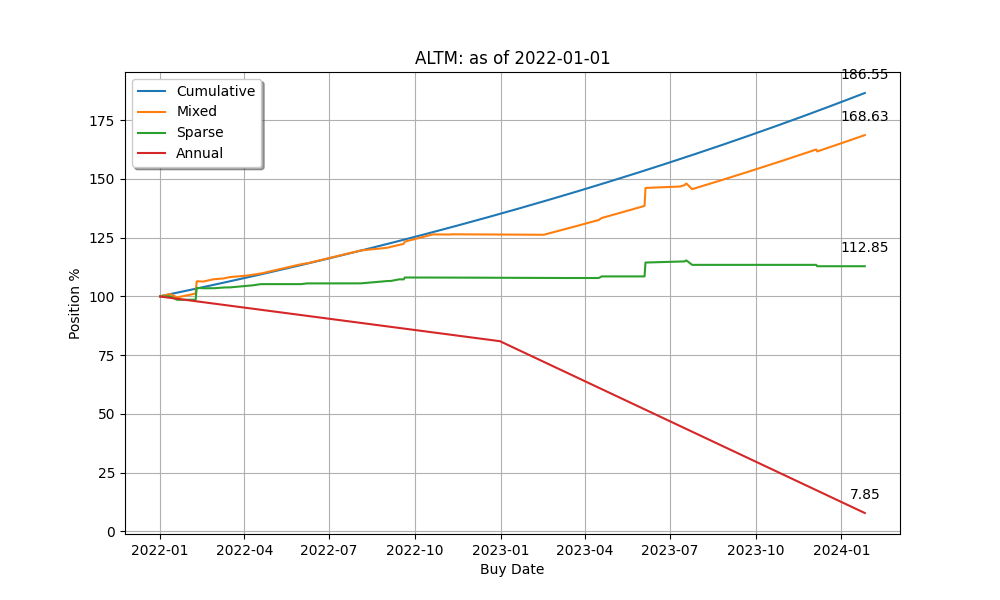 ALTM: as of 2022-01-01
Cumulative
Mixed
Sparse
Annual
186.55
168.63
112.85
7.85
175
150
125
100
75
50
25
0
Position %
2022-01 2022-04 2022-07 2022-10 2023-01 2023-04 2023-07 2023-10 2024-01
Buy Date